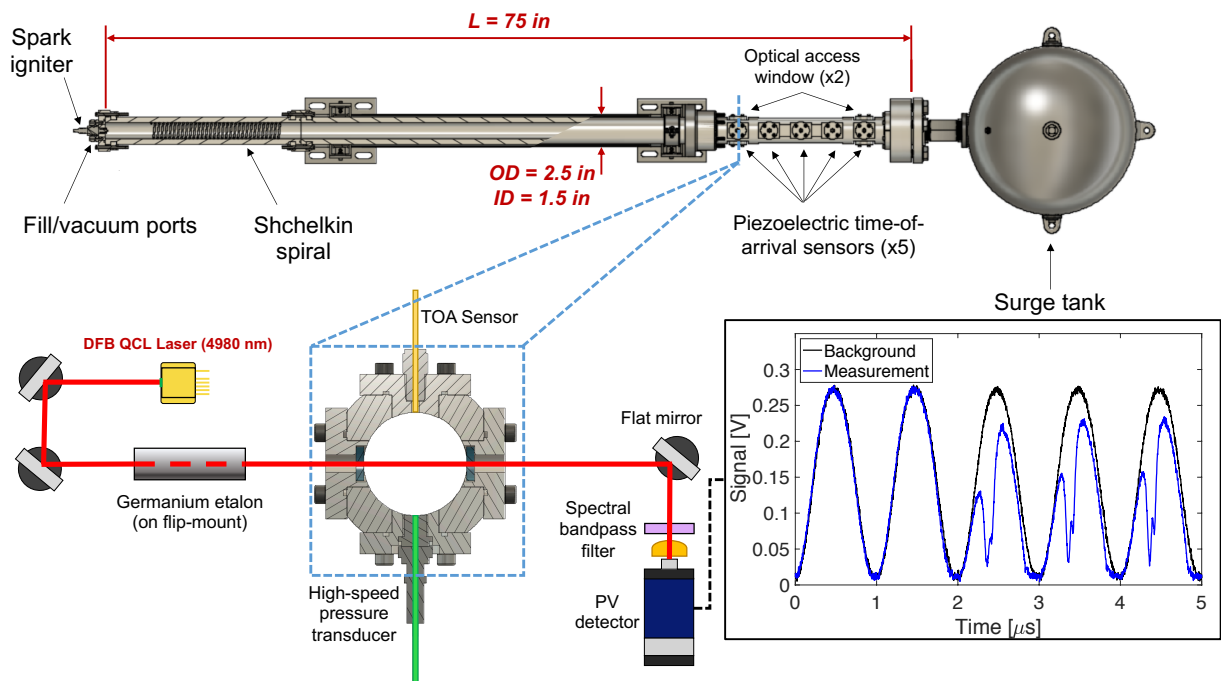 L = 75 in
Spark
igniter
Optical access
window (x2)
OD = 2.5 in
ID = 1.5 in
Fill/vacuum ports
Shchelkin
spiral
Piezoelectric time-of-
arrival sensors (x5)
Surge tank
TOA Sensor
DFB QCL Laser (4980 nm)
Flat mirror
Germanium etalon
(on flip-mount)
Spectral
bandpass
filter
High-speed
pressure
transducer
PV
detector
Background
Measurement
0.3
0.25
0.2
0.15
0.1
0.05
0
Signal [V]
0 1 2 3 4 5
Time [μs]